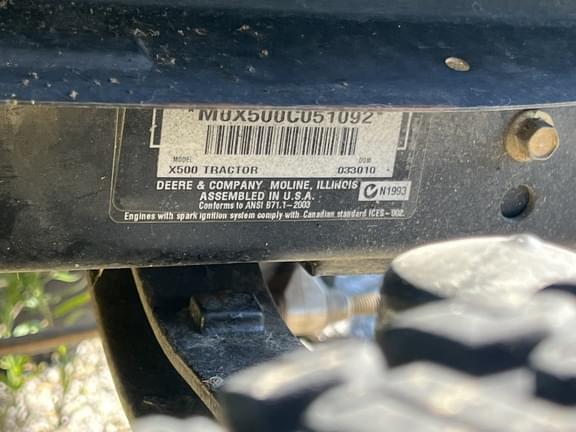 *M0X500C051092*
MODEL DOM
X500 TRACTOR 033010
DEERE & COMPANY MOLINE, ILLINOIS
ASSEMBLED IN U.S.A. N1993
Conforms to ANSI B71.1-2003
Engines with spark ignition system comply with Canadian standard ICES-002.